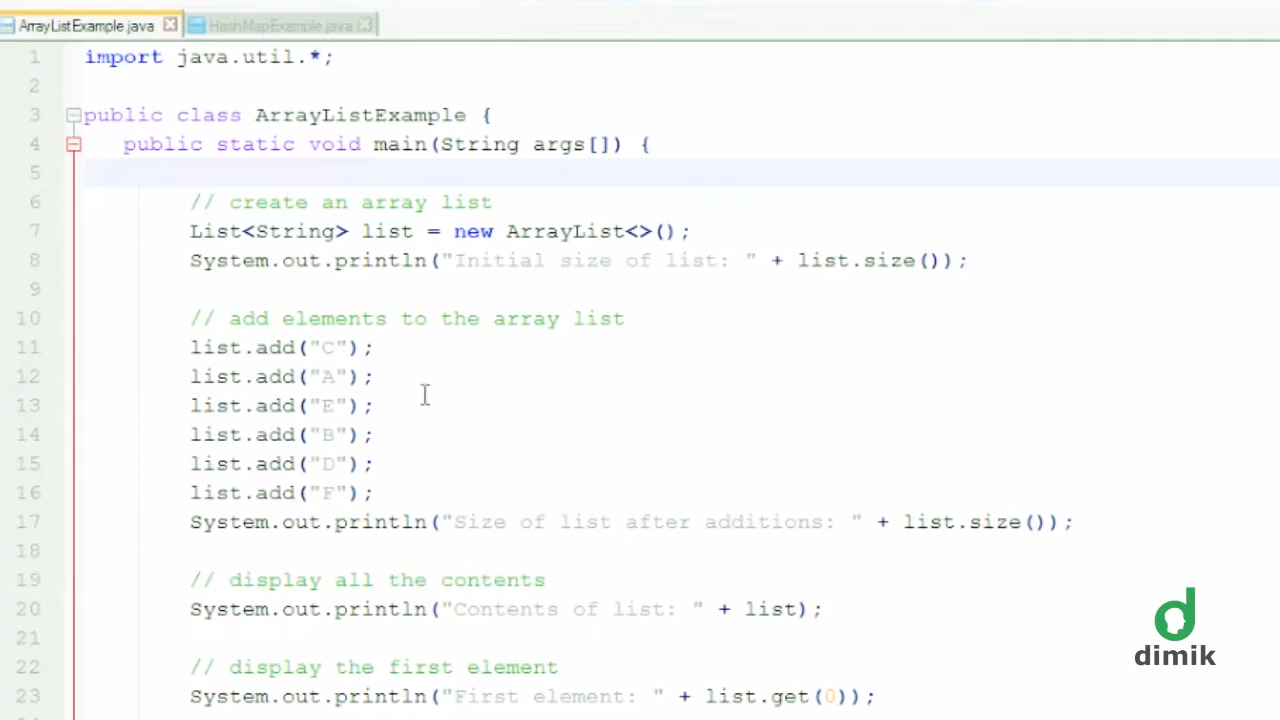 ArrayListExample.java HashMapExample.java
1 import java.util.*;
2
3 public class ArrayListExample {
4 public static void main(String args[]) {
5
6 // create an array list
7 List<String> list = new ArrayList<>();
8 System.out.println("Initial size of list: " + list.size());
9
10 // add elements to the array list
11 list.add("C");
12 list.add("A");
13 list.add("E");
14 list.add("B");
15 list.add("D");
16 list.add("F");
17 System.out.println("Size of list after additions: " + list.size());
18
19 // display all the contents
20 System.out.println("Contents of list: " + list);
21
22 // display the first element
23 System.out.println("First element: " + list.get(0));
dimik